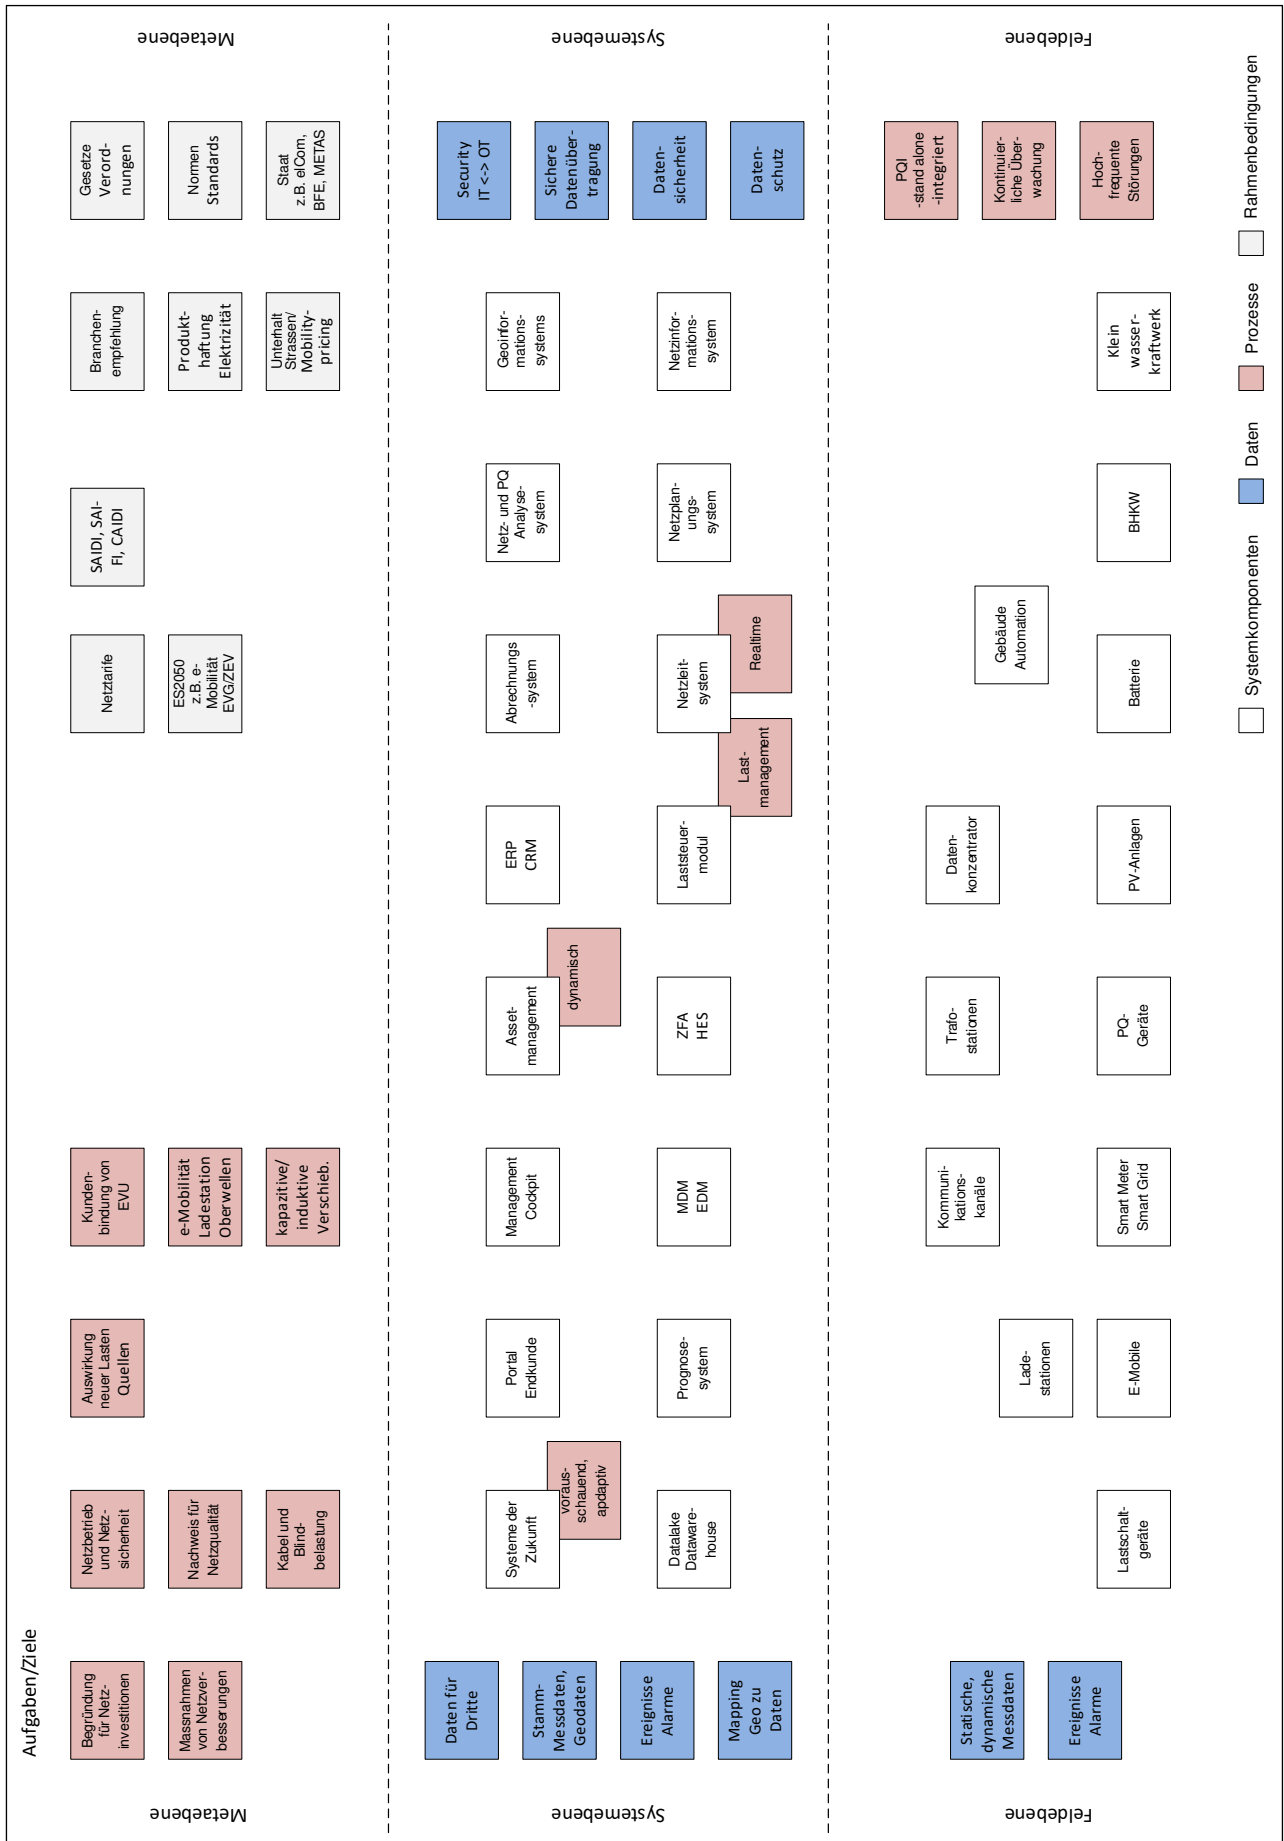 Aufgaben/Ziele
Metaebene
Begründung
für Netz-
investitionen
Massnahmen
von Netzver-
besserungen
Netzbetrieb
und Netz-
sicherheit
Nachweis für
Netzqualität
Kabel und
Blind-
belastung
Auswirkung
neuer Lasten
Quellen
Kunden-
bindung von
EVU
e-Mobilität
Ladestation
Oberwellen
kapazitive/
induktive
Verschieb.
Netztarife
ES2050
z.B. e-
Mobilität
EVG/ZEV
SAIDI, SAI-
FI, CAIDI
Branchen-
empfehlung
Produkt-
haftung
Elektrizität
Unterhalt
Strassen/
Mobility-
pricing
Gesetze
Verord-
nungen
Normen
Standards
Staat
z.B. elCom,
BFE, METAS
Metaebene
Systemebene
Daten für
Dritte
Stamm-
Messdaten,
Geodaten
Ereignisse
Alarme
Mapping
Geo zu
Daten
Systeme der
Zukunft
voraus-
schauend,
apdaptiv
Datalake
Dataware-
house
Portal
Endkunde
Prognose-
system
Management
Cockpit
MDM
EDM
Asset-
management
dynamisch
ZFA
HES
ERP
CRM
Laststeuer-
modul
Last-
management
Abrechnungs
-system
Netzleit-
system
Realtime
Netz- und PQ
Analyse-
system
Netzplan-
ungs-
system
Geoinfor-
mations-
systems
Netzinfor-
mations-
system
Security
IT <-> OT
Sichere
Datenüber-
tragung
Daten-
sicherheit
Daten-
schutz
Systemebene
Feldebene
Statische,
dynamische
Messdaten
Ereignisse
Alarme
Lastschalt-
geräte
Lade-
stationen
E-Mobile
Kommuni-
kations-
kanäle
Smart Meter
Smart Grid
Trafo-
stationen
PQ-
Geräte
Daten-
konzentrator
PV-Anlagen
Gebäude
Automation
Batterie
BHKW
Klein
wasser-
kraftwerk
PQI
-stand alone
-integriert
Kontinuier-
liche Über
wachung
Hoch-
frequente
Störungen
Feldebene
Systemkomponenten
Daten
Prozesse
Rahmenbedingungen